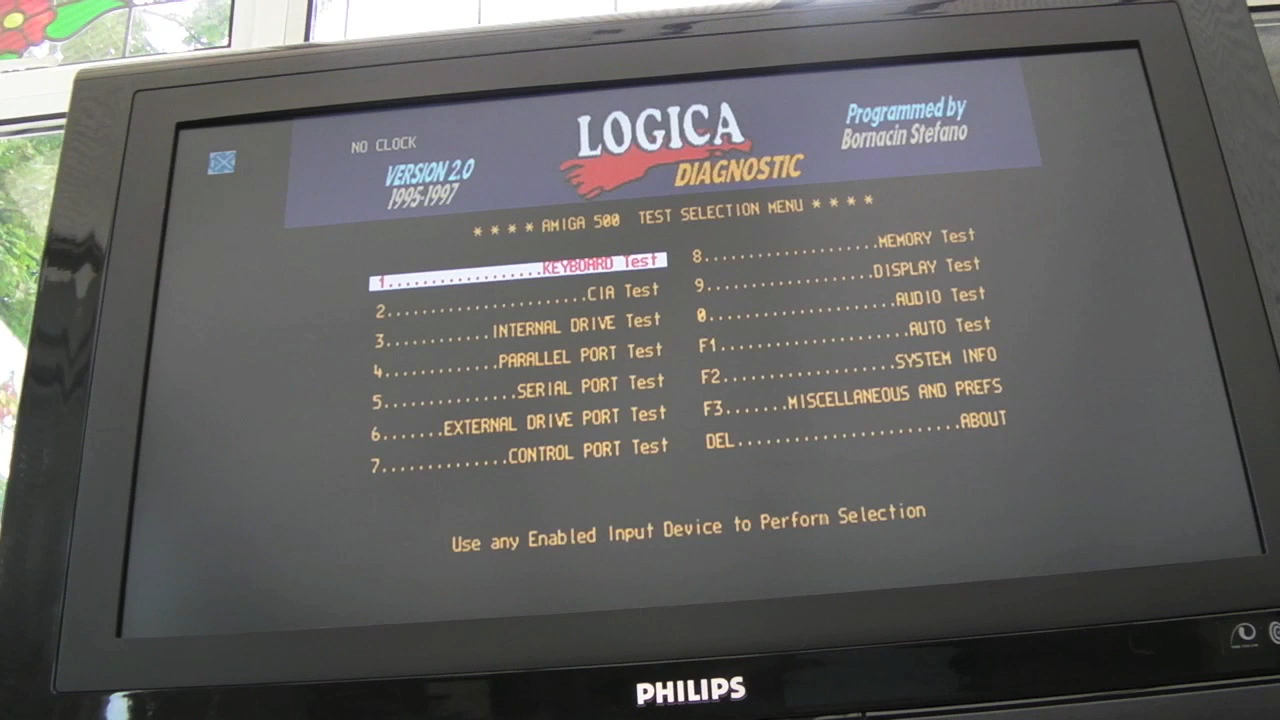 NO CLOCK
VERSION 2.0
1995-1997
LOGICA
DIAGNOSTIC
Programmed by
Bornacin Stefano
* * * * AMIGA 500 TEST SELECTION MENU * * * *
1..................KEYBOARD Test
2.......................CIA Test
3............INTERNAL DRIVE Test
4.............PARALLEL PORT Test
5...............SERIAL PORT Test
6.......EXTERNAL DRIVE PORT Test
7..............CONTROL PORT Test
8....................MEMORY Test
9...................DISPLAY Test
0.....................AUDIO Test
F1.....................AUTO Test
F2...................SYSTEM INFO
F3.......MISCELLANEOUS AND PREFS
DEL........................ABOUT
Use any Enabled Input Device to Perform Selection
PHILIPS